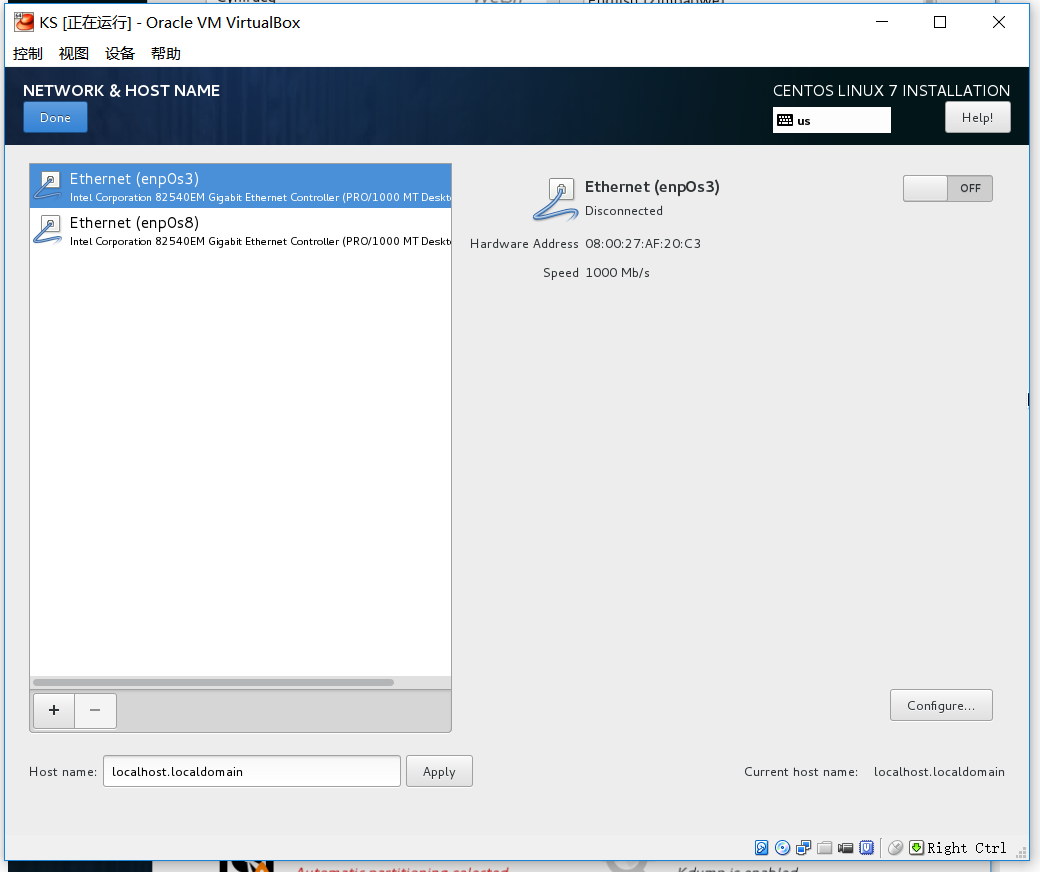 KS [正在运行] - Oracle VM VirtualBox
控制 视图 设备 帮助
NETWORK & HOST NAME
CENTOS LINUX 7 INSTALLATION
Done
us
Help!
Ethernet (enp0s3)
Intel Corporation 82540EM Gigabit Ethernet Controller (PRO/1000 MT Deskt
Ethernet (enp0s8)
Intel Corporation 82540EM Gigabit Ethernet Controller (PRO/1000 MT Deskt
Ethernet (enp0s3)
Disconnected
OFF
Hardware Address 08:00:27:AF:20:C3
Speed 1000 Mb/s
+ −
Configure...
Host name: localhost.localdomain Apply
Current host name: localhost.localdomain
Right Ctrl
Automatic partitioning selected
Kdump is enabled